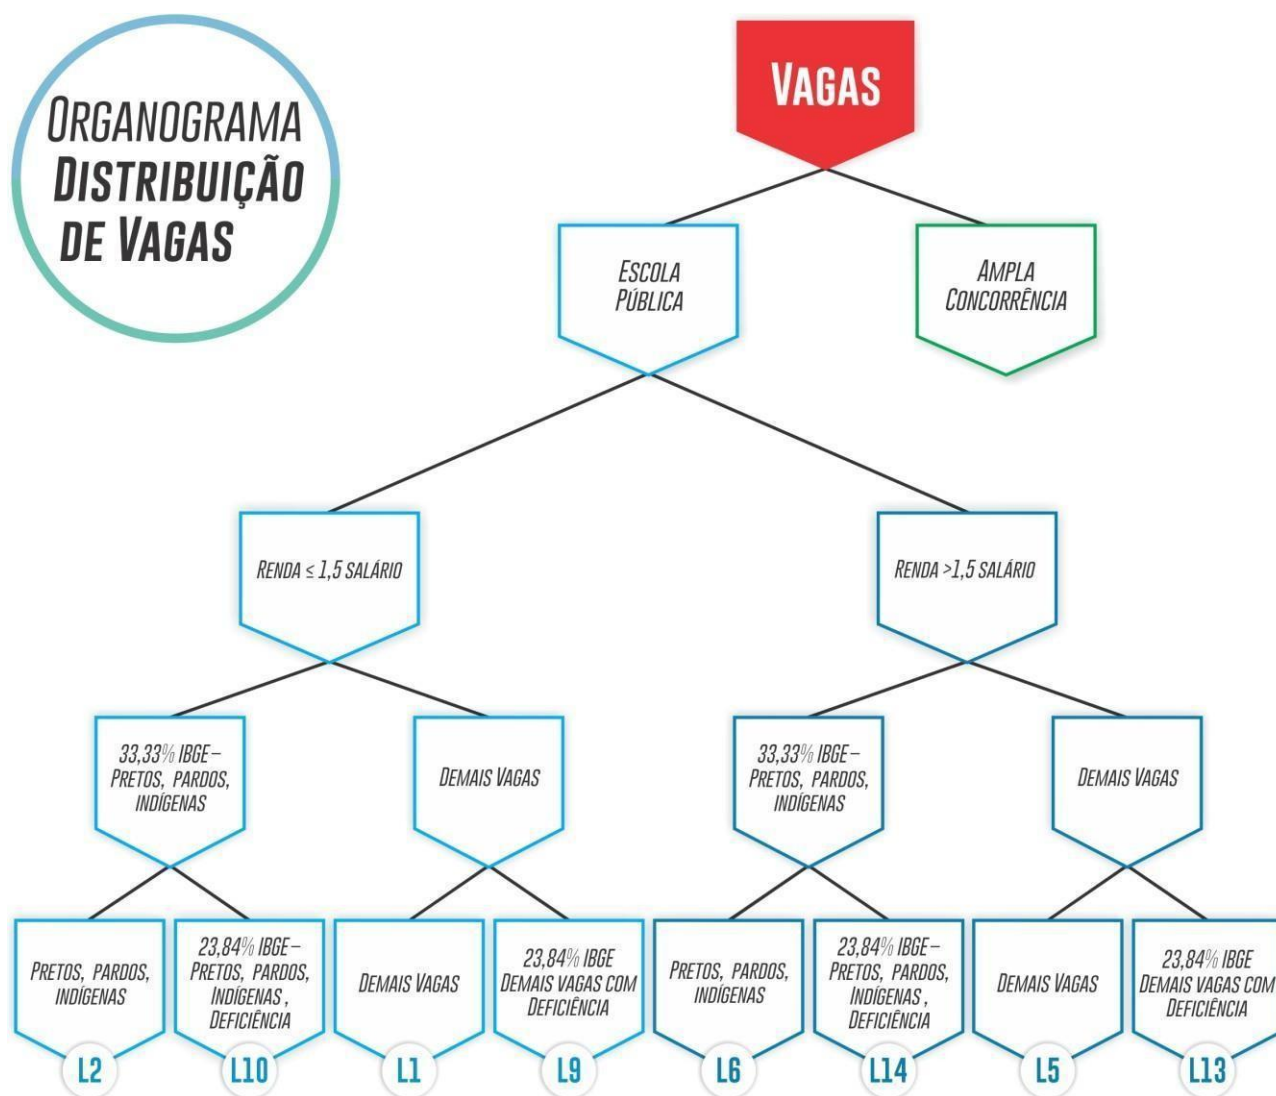 ORGANOGRAMA
DISTRIBUIÇÃO
DE VAGAS
VAGAS
ESCOLA
PÚBLICA
AMPLA
CONCORRÊNCIA
RENDA ≤ 1,5 SALÁRIO
RENDA >1,5 SALÁRIO
33,33% IBGE–
PRETOS, PARDOS,
INDÍGENAS
DEMAIS VAGAS
33,33% IBGE–
PRETOS, PARDOS,
INDÍGENAS
DEMAIS VAGAS
PRETOS, PARDOS,
INDÍGENAS
L2
23,84% IBGE–
PRETOS, PARDOS,
INDÍGENAS ,
DEFICIÊNCIA
L10
DEMAIS VAGAS
L1
23,84% IBGE
DEMAIS VAGAS COM
DEFICIÊNCIA
L9
PRETOS, PARDOS,
INDÍGENAS
L6
23,84% IBGE–
PRETOS, PARDOS,
INDÍGENAS ,
DEFICIÊNCIA
L14
DEMAIS VAGAS
L5
23,84% IBGE
DEMAIS VAGAS COM
DEFICIÊNCIA
L13